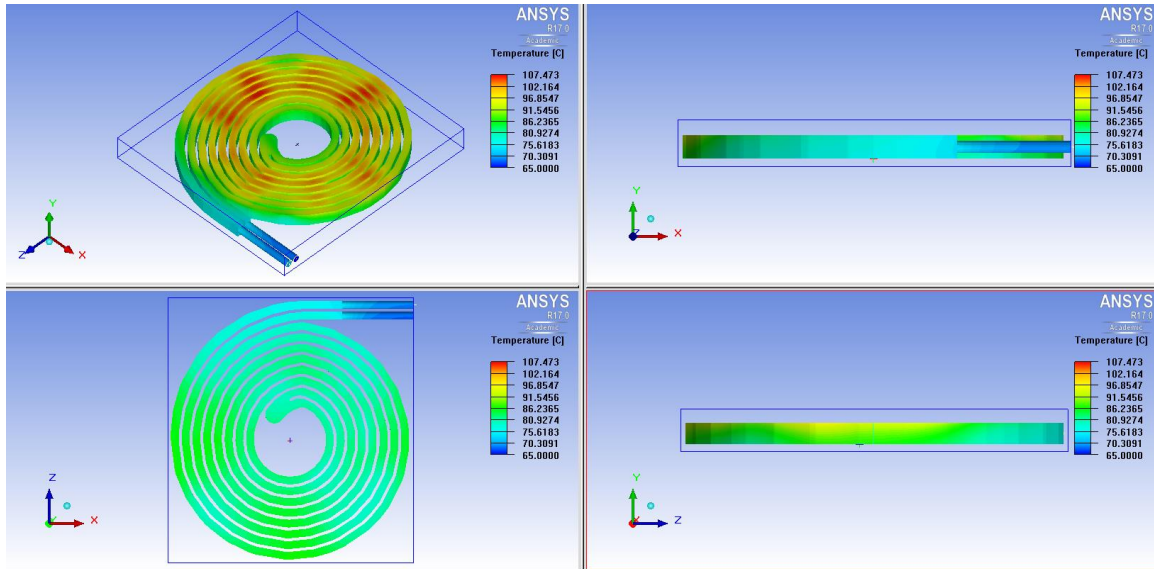 ANSYS
R17.0
Academic
Temperature [C]
107.473
102.164
96.8547
91.5456
86.2365
80.9274
75.6183
70.3091
65.0000
Y
Z
X
ANSYS
R17.0
Academic
Temperature [C]
107.473
102.164
96.8547
91.5456
86.2365
80.9274
75.6183
70.3091
65.0000
Y
Z
X
ANSYS
R17.0
Academic
Temperature [C]
107.473
102.164
96.8547
91.5456
86.2365
80.9274
75.6183
70.3091
65.0000
Z
Y
X
ANSYS
R17.0
Academic
Temperature [C]
107.473
102.164
96.8547
91.5456
86.2365
80.9274
75.6183
70.3091
65.0000
Y
Z